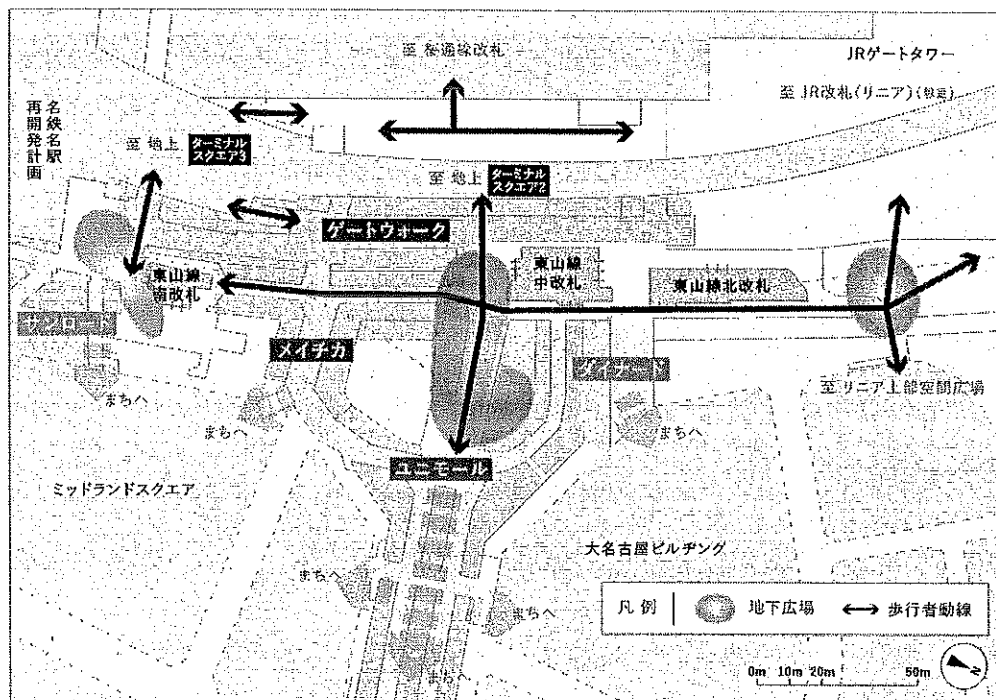 至 桜通線改札
JRゲートタワー
至 JR改札(リニア)(想定)
名鉄名駅
再開発計画
至 地上
ターミナル
スクエア3
至 地上
ターミナル
スクエア2
ゲートウォーク
東山線
南改札
東山線
中改札
東山線北改札
サンロード
メイチカ
ダイナード
至 リニア上部空間広場
まちへ
まちへ
まちへ
ユニモール
ミッドランドスクエア
大名古屋ビルヂング
まちへ
まちへ
まちへ
凡 例
地下広場
歩行者動線
0m 10m 20m 50m
N